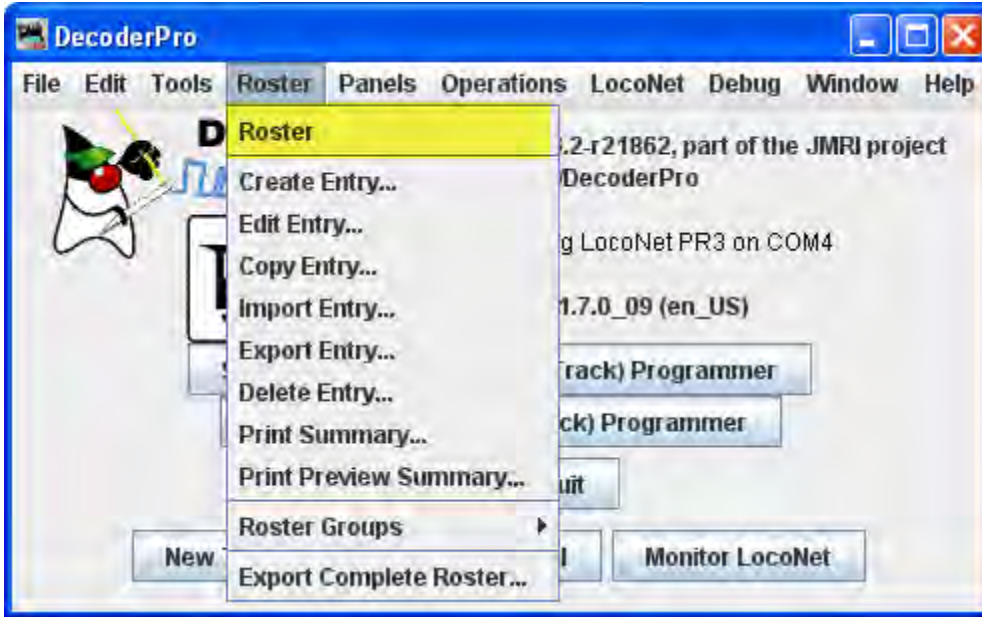 DecoderPro
File Edit Tools Roster Panels Operations LocoNet Debug Window Help
Roster
.2-r21862, part of the JMRI project
Create Entry...
/DecoderPro
Edit Entry...
LocoNet PR3 on COM4
Copy Entry...
Import Entry...
1.7.0_09 (en_US)
Export Entry...
Track) Programmer
Delete Entry...
Print Summary...
Programmer
Print Preview Summary...
Roster Groups
New
Monitor LocoNet
Export Complete Roster...